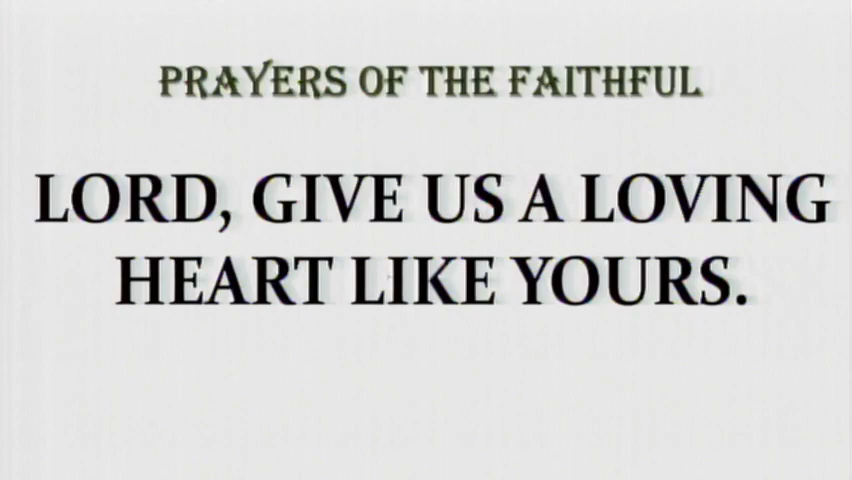 PRAYERS OF THE FAITHFUL
LORD, GIVE US A LOVING
HEART LIKE YOURS.